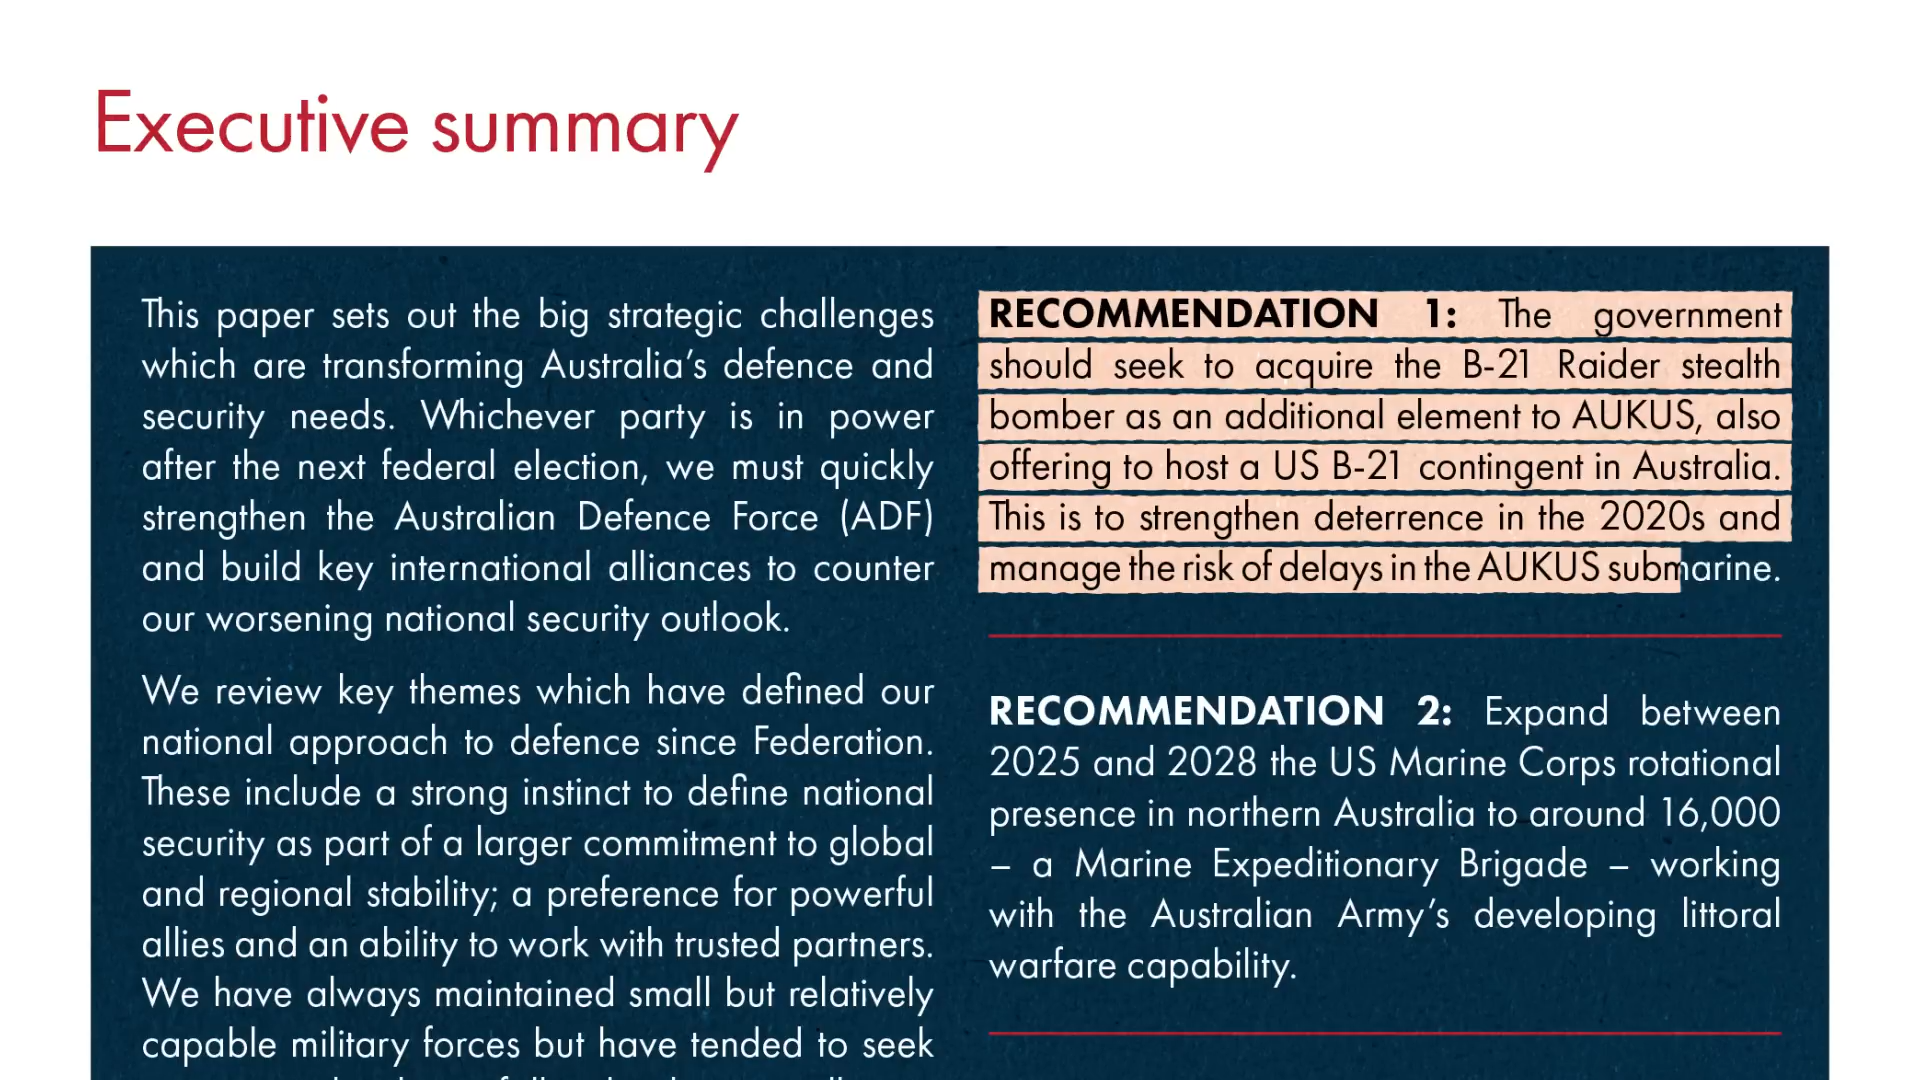 Executive summary
This paper sets out the big strategic challenges
which are transforming Australia's defence and
security needs. Whichever party is in power
after the next federal election, we must quickly
strengthen the Australian Defence Force (ADF)
and build key international alliances to counter
our worsening national security outlook.
We review key themes which have defined our
national approach to defence since Federation.
These include a strong instinct to define national
security as part of a larger commitment to global
and regional stability; a preference for powerful
allies and an ability to work with trusted partners.
We have always maintained small but relatively
capable military forces but have tended to seek
RECOMMENDATION 1: The government
should seek to acquire the B-21 Raider stealth
bomber as an additional element to AUKUS, also
offering to host a US B-21 contingent in Australia.
This is to strengthen deterrence in the 2020s and
manage the risk of delays in the AUKUS submarine.
RECOMMENDATION 2: Expand between
2025 and 2028 the US Marine Corps rotational
presence in northern Australia to around 16,000
– a Marine Expeditionary Brigade – working
with the Australian Army's developing littoral
warfare capability.